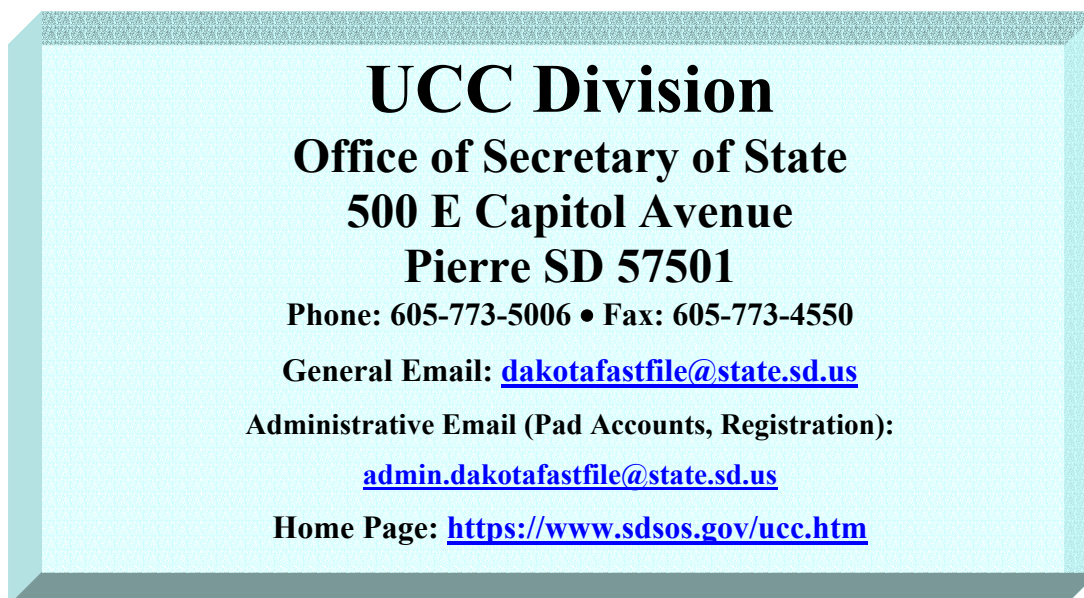 UCC Division
Office of Secretary of State
500 E Capitol Avenue
Pierre SD 57501
Phone: 605-773-5006 • Fax: 605-773-4550
General Email: dakotafastfile@state.sd.us
Administrative Email (Pad Accounts, Registration):
admin.dakotafastfile@state.sd.us
Home Page: https://www.sdsos.gov/ucc.htm